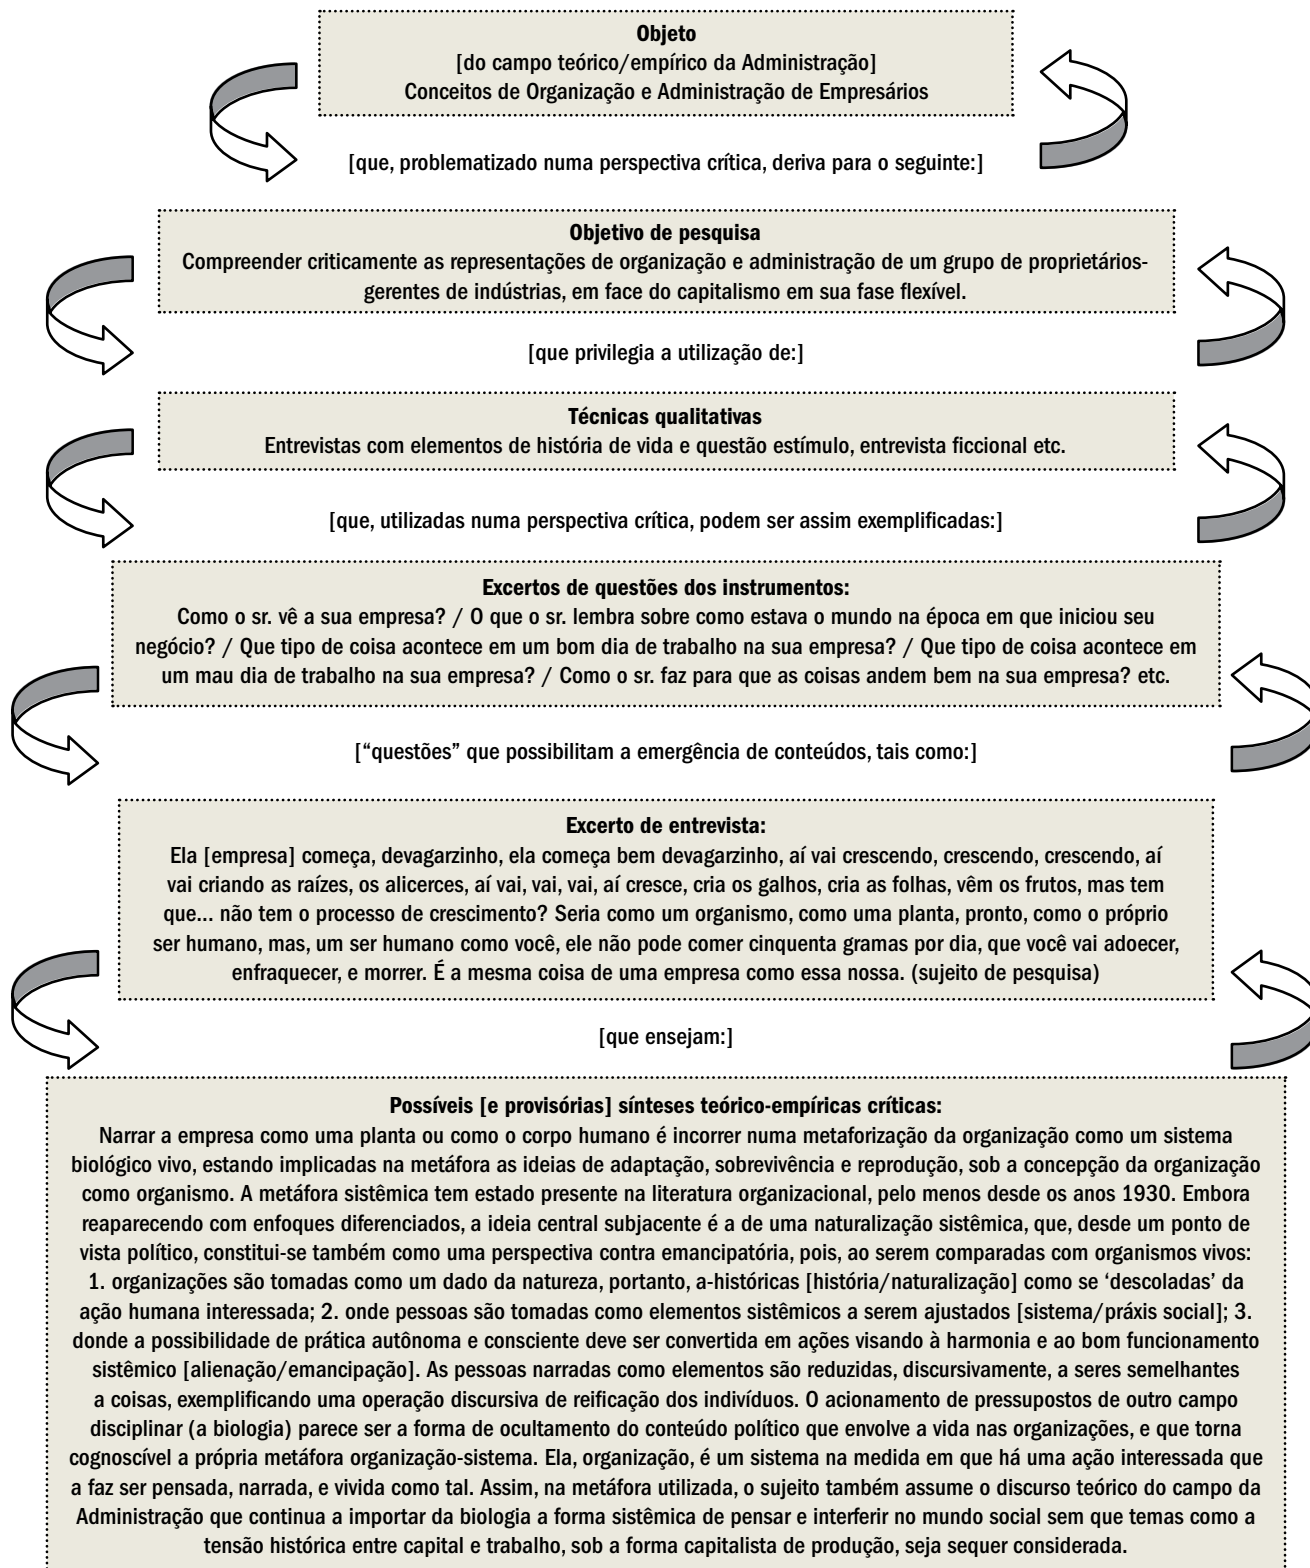 Objeto
[do campo teórico/empírico da Administração]
Conceitos de Organização e Administração de Empresários
[que, problematizado numa perspectiva crítica, deriva para o seguinte:]
Objetivo de pesquisa
Compreender criticamente as representações de organização e administração de um grupo de proprietários-
gerentes de indústrias, em face do capitalismo em sua fase flexível.
[que privilegia a utilização de:]
Técnicas qualitativas
Entrevistas com elementos de história de vida e questão estímulo, entrevista ficcional etc.
[que, utilizadas numa perspectiva crítica, podem ser assim exemplificadas:]
Excertos de questões dos instrumentos:
Como o sr. vê a sua empresa? / O que o sr. lembra sobre como estava o mundo na época em que iniciou seu
negócio? / Que tipo de coisa acontece em um bom dia de trabalho na sua empresa? / Que tipo de coisa acontece em
um mau dia de trabalho na sua empresa? / Como o sr. faz para que as coisas andem bem na sua empresa? etc.
[“questões” que possibilitam a emergência de conteúdos, tais como:]
Excerto de entrevista:
Ela [empresa] começa, devagarzinho, ela começa bem devagarzinho, aí vai crescendo, crescendo, crescendo, aí
vai criando as raízes, os alicerces, aí vai, vai, vai, aí cresce, cria os galhos, cria as folhas, vêm os frutos, mas tem
que... não tem o processo de crescimento? Seria como um organismo, como uma planta, pronto, como o próprio
ser humano, mas, um ser humano como você, ele não pode comer cinquenta gramas por dia, que você vai adoecer,
enfraquecer, e morrer. É a mesma coisa de uma empresa como essa nossa. (sujeito de pesquisa)
[que ensejam:]
Possíveis [e provisórias] sínteses teórico-empíricas críticas:
Narrar a empresa como uma planta ou como o corpo humano é incorrer numa metaforização da organização como um sistema
biológico vivo, estando implicadas na metáfora as ideias de adaptação, sobrevivência e reprodução, sob a concepção da organização
como organismo. A metáfora sistêmica tem estado presente na literatura organizacional, pelo menos desde os anos 1930. Embora
reaparecendo com enfoques diferenciados, a ideia central subjacente é a de uma naturalização sistêmica, que, desde um ponto de
vista político, constitui-se também como uma perspectiva contra emancipatória, pois, ao serem comparadas com organismos vivos:
1. organizações são tomadas como um dado da natureza, portanto, a-históricas [história/naturalização] como se ‘descoladas’ da
ação humana interessada; 2. onde pessoas são tomadas como elementos sistêmicos a serem ajustados [sistema/práxis social]; 3.
donde a possibilidade de prática autônoma e consciente deve ser convertida em ações visando à harmonia e ao bom funcionamento
sistêmico [alienação/emancipação]. As pessoas narradas como elementos são reduzidas, discursivamente, a seres semelhantes
a coisas, exemplificando uma operação discursiva de reificação dos indivíduos. O acionamento de pressupostos de outro campo
disciplinar (a biologia) parece ser a forma de ocultamento do conteúdo político que envolve a vida nas organizações, e que torna
cognoscível a própria metáfora organização-sistema. Ela, organização, é um sistema na medida em que há uma ação interessada que
a faz ser pensada, narrada, e vivida como tal. Assim, na metáfora utilizada, o sujeito também assume o discurso teórico do campo da
Administração que continua a importar da biologia a forma sistêmica de pensar e interferir no mundo social sem que temas como a
tensão histórica entre capital e trabalho, sob a forma capitalista de produção, seja sequer considerada.